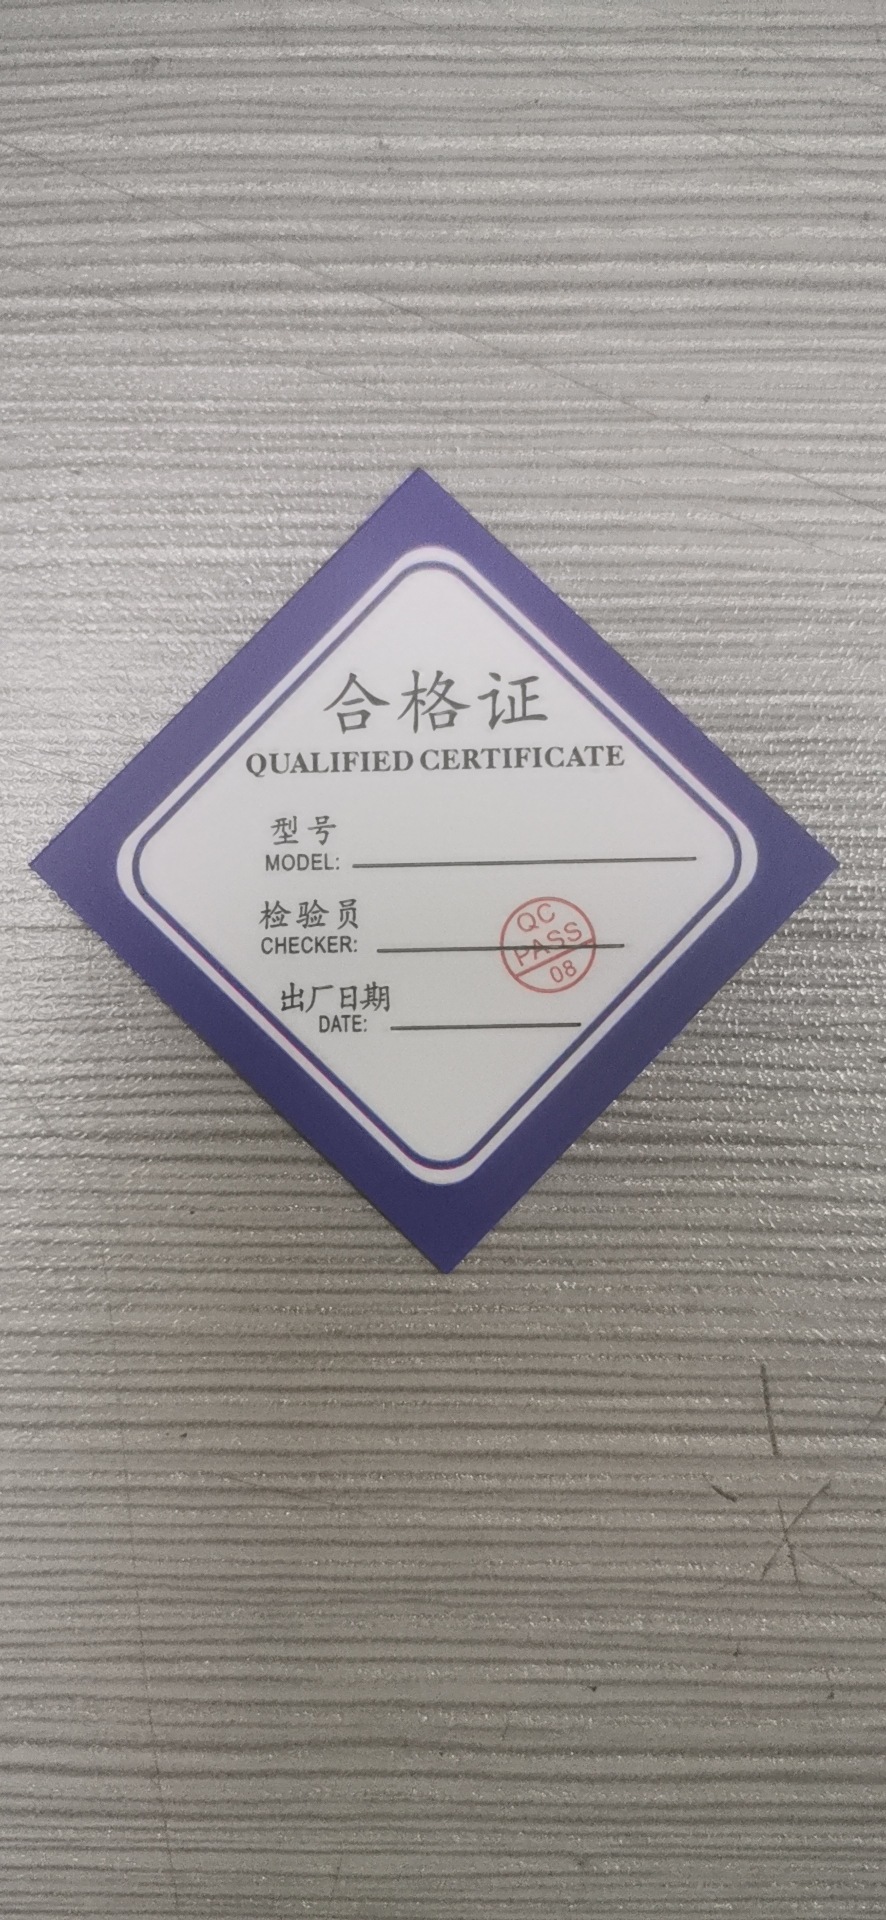 合格证
QUALIFIED CERTIFICATE
型号
MODEL:
检验员
CHECKER:
QC
PASS
08
出厂日期
DATE: